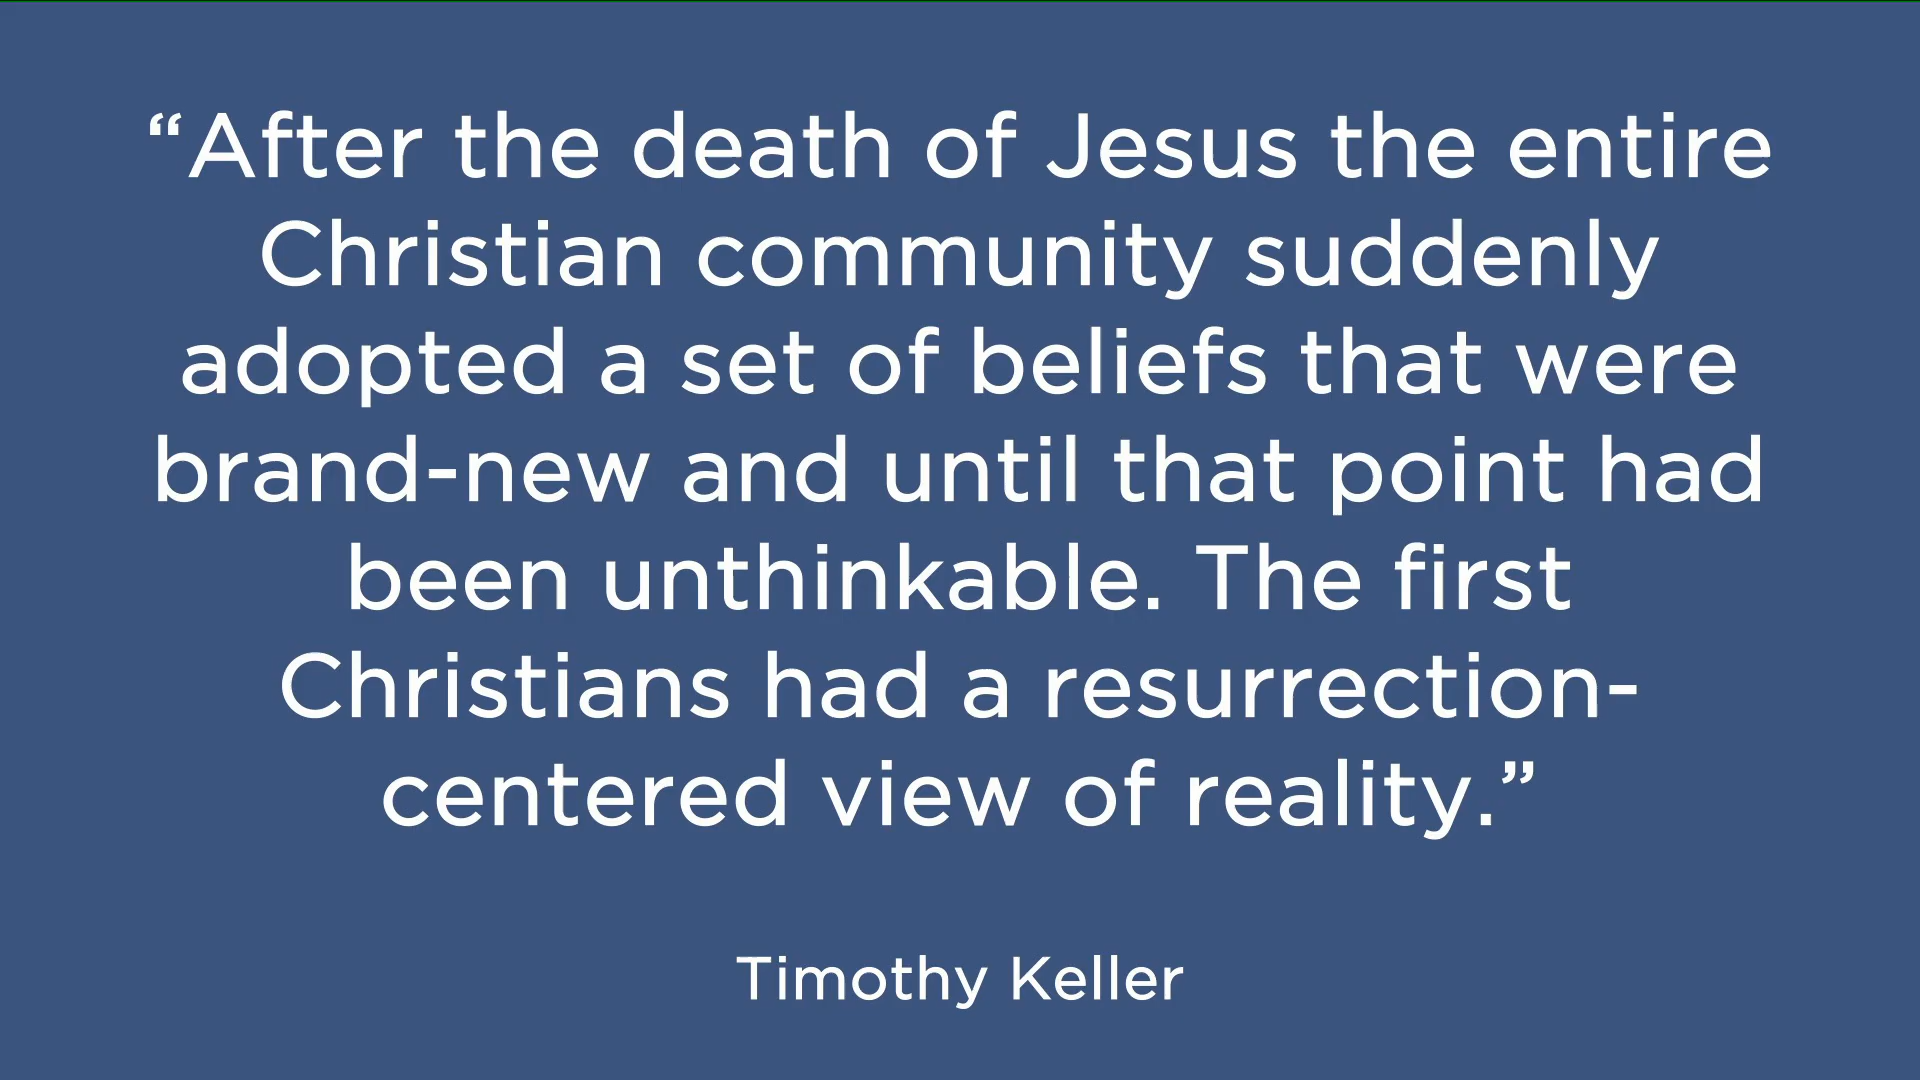 “After the death of Jesus the entire
Christian community suddenly
adopted a set of beliefs that were
brand-new and until that point had
been unthinkable. The first
Christians had a resurrection-
centered view of reality.”
Timothy Keller